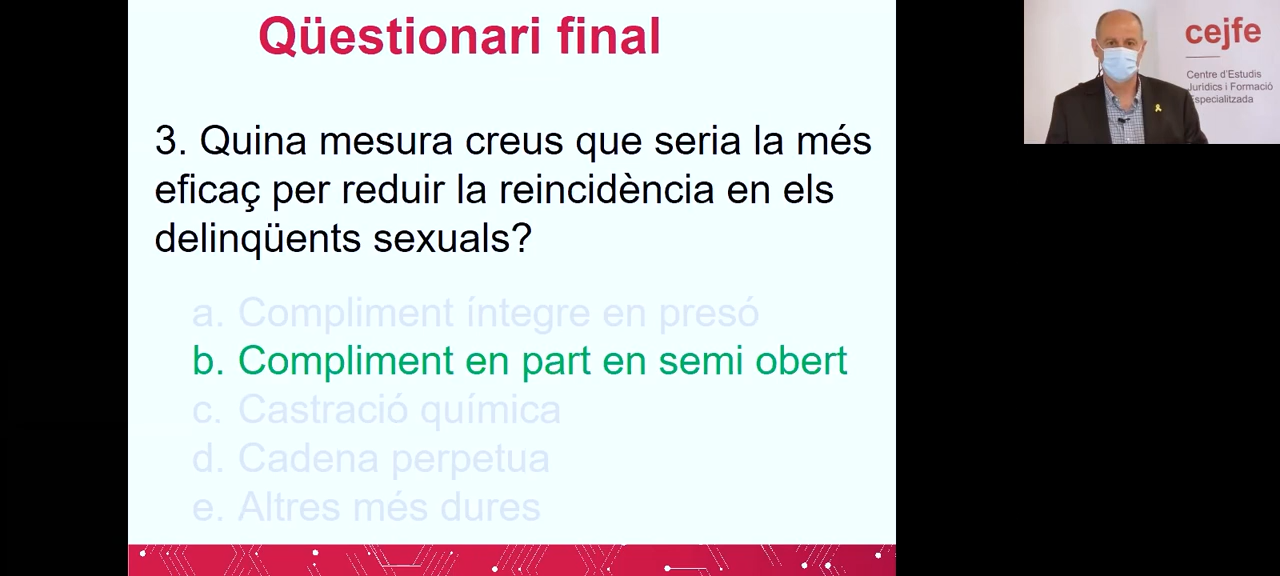 Qüestionari final
3. Quina mesura creus que seria la més
eficaç per reduir la reincidència en els
delinqüents sexuals?
a. Compliment íntegre en presó
b. Compliment en part en semi obert
c. Castració química
d. Cadena perpetua
e. Altres més dures
cejfe
Centre d'Estudis
Jurídics i Formació
Especialitzada